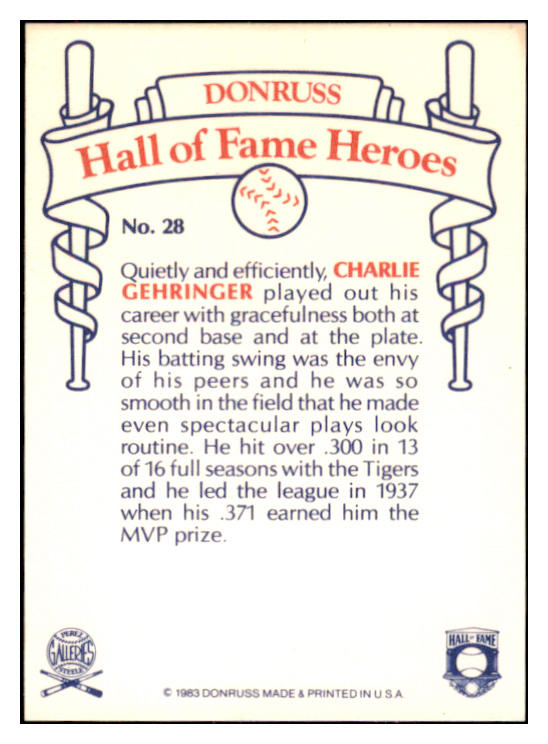 DONRUSS
Hall of Fame Heroes
No. 28
Quietly and efficiently, CHARLIE
GEHRINGER played out his
career with gracefulness both at
second base and at the plate.
His batting swing was the envy
of his peers and he was so
smooth in the field that he made
even spectacular plays look
routine. He hit over .300 in 13
of 16 full seasons with the Tigers
and he led the league in 1937
when his .371 earned him the
MVP prize.
PEREZ
GALLERIES
STEELE
HALOF FAME
© 1983 DONRUSS MADE & PRINTED IN U.S.A.